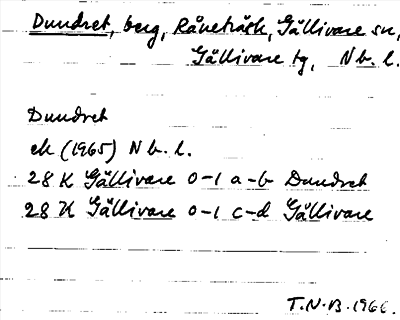 Dundret, berg, Råneträsk, Gällivare sn,
Gällivare tg, Nb. l.
Dundret
ek (1965) Nb. l.
28 K Gällivare 0-1 a-b Dundret
28 K Gällivare 0-1 c-d Gällivare
T.N.B. 1966.